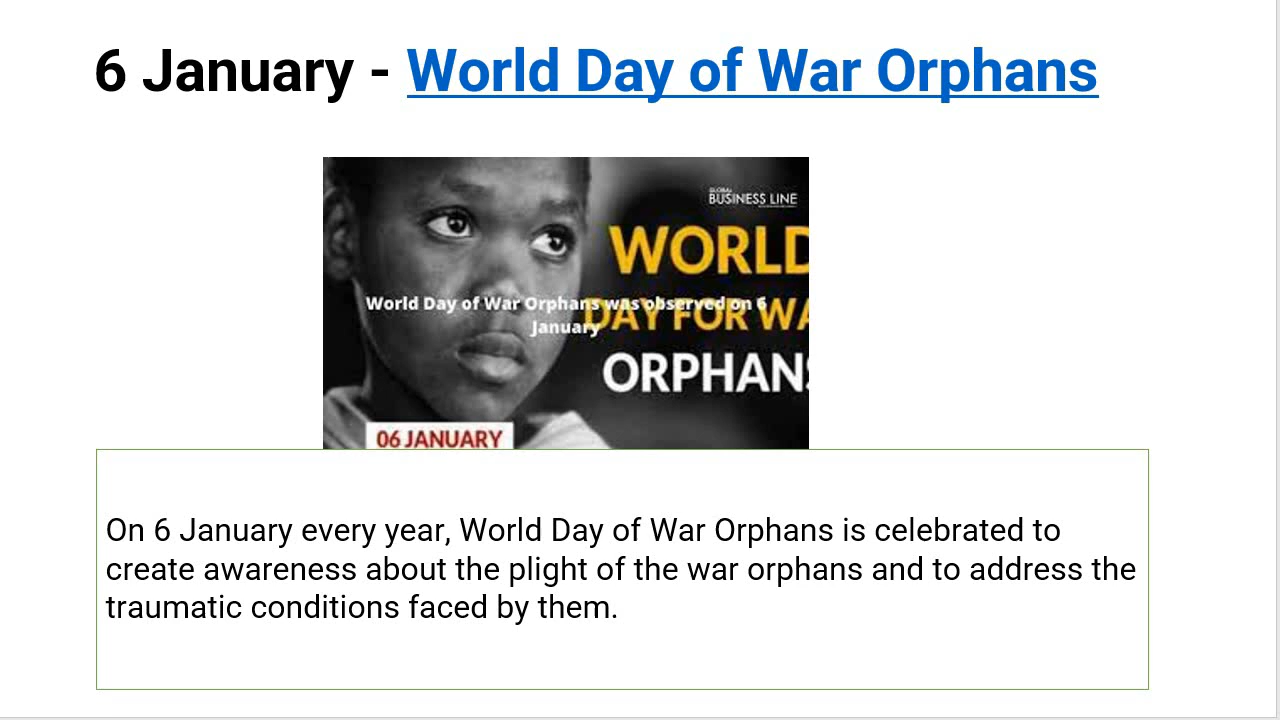 6 January - World Day of War Orphans
GLOBAL
BUSINESS LINE
WORLD
World Day of War Orphans was observed on 6
January
DAY FOR WA
ORPHANS
06 JANUARY
On 6 January every year, World Day of War Orphans is celebrated to
create awareness about the plight of the war orphans and to address the
traumatic conditions faced by them.